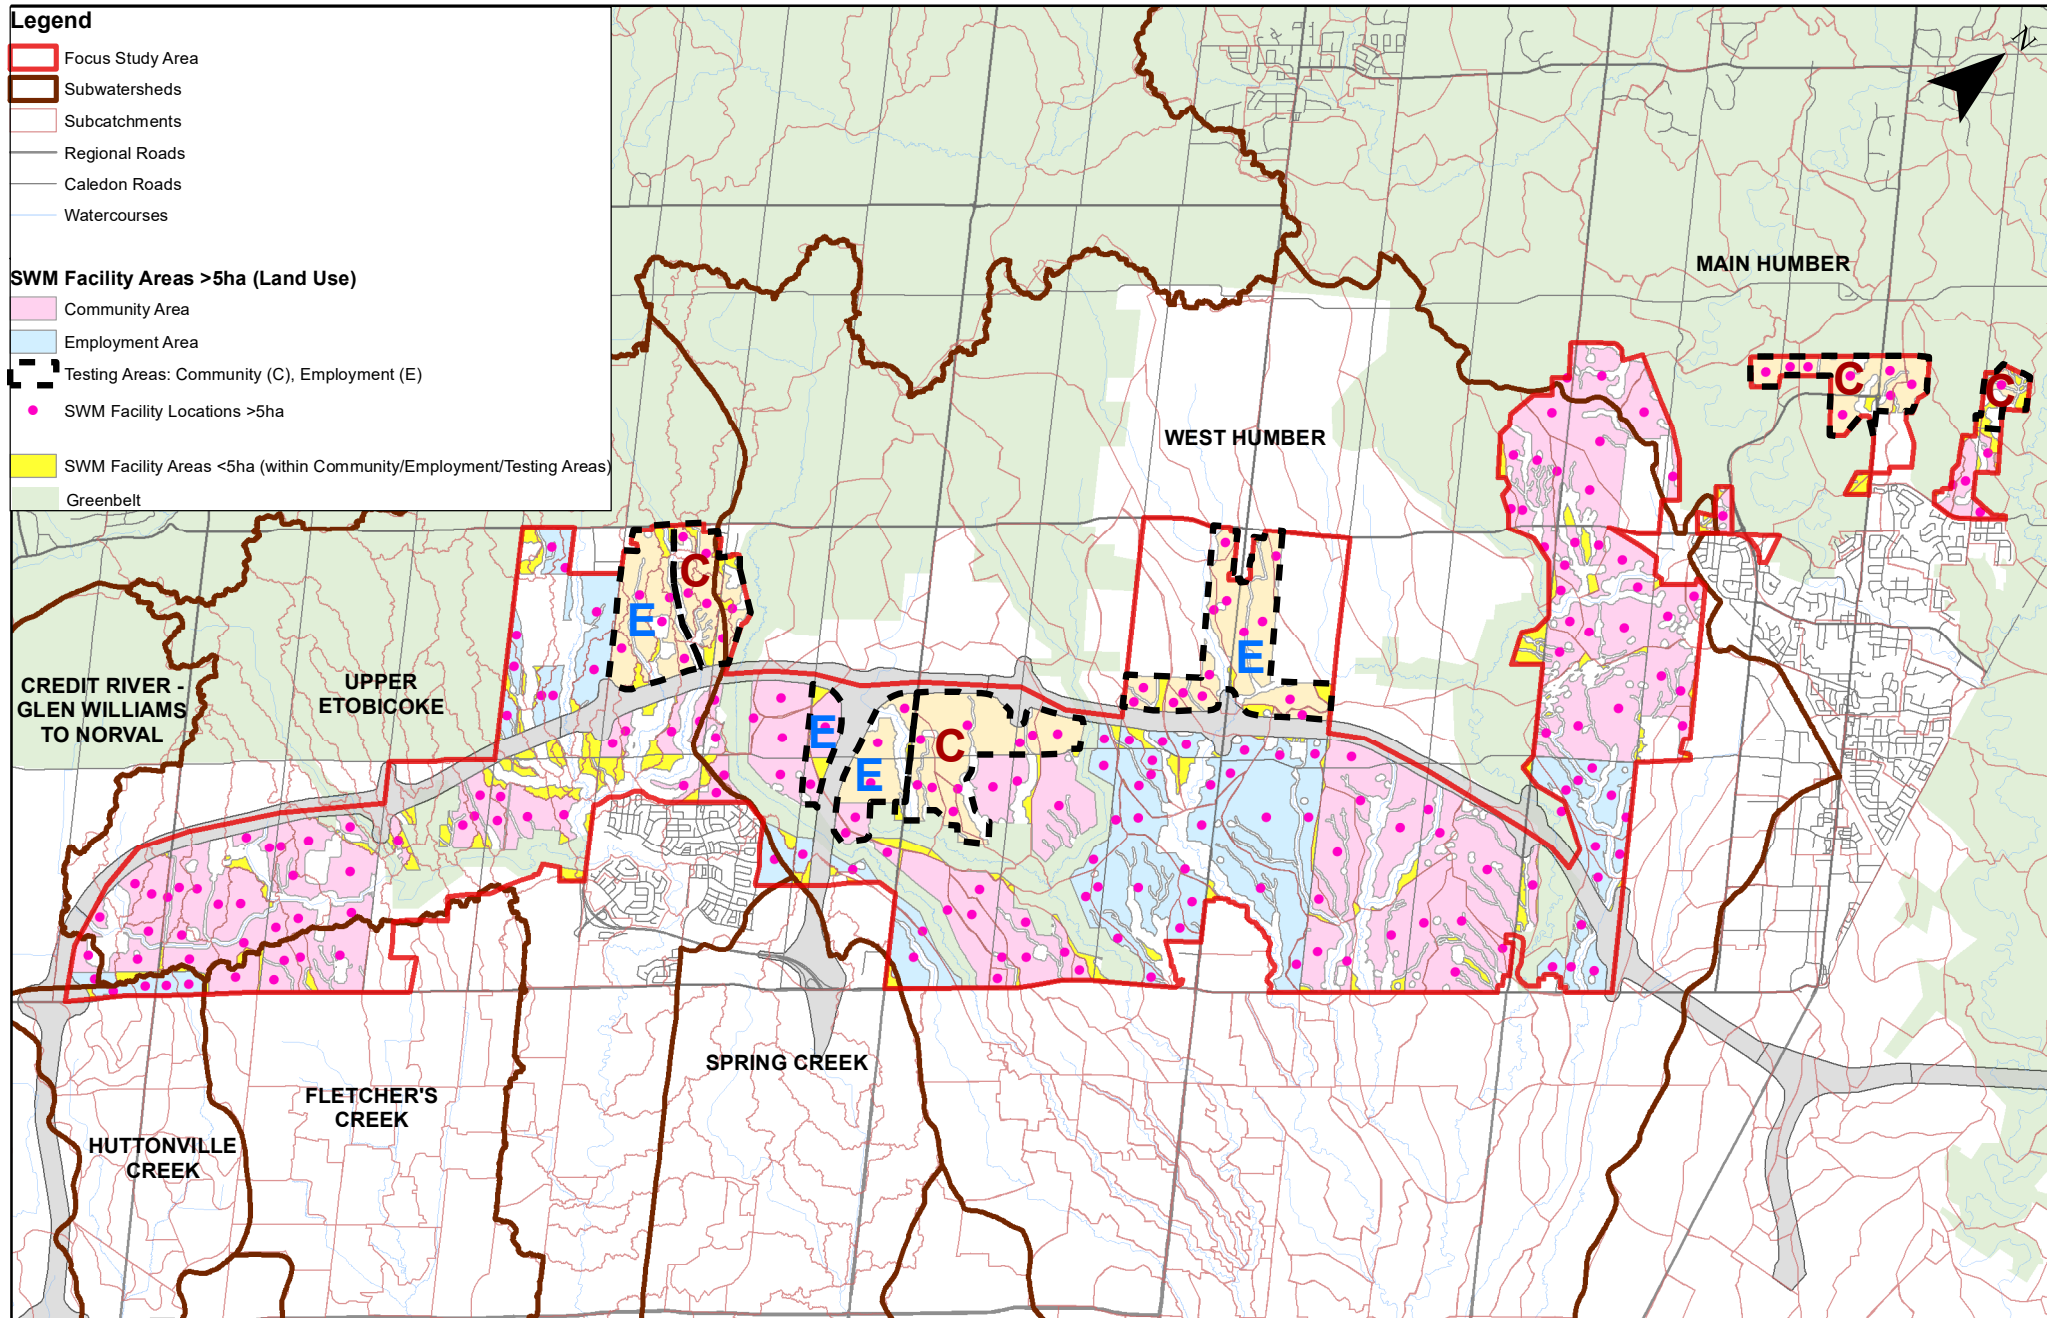 Legend
Focus Study Area
Subwatersheds
Subcatchments
Regional Roads
Caledon Roads
Watercourses
SWM Facility Areas >5ha (Land Use)
Community Area
Employment Area
Testing Areas: Community (C), Employment (E)
SWM Facility Locations >5ha
SWM Facility Areas <5ha (within Community/Employment/Testing Areas)
Greenbelt
N
MAIN HUMBER
C
C
WEST HUMBER
C
E
E
CREDIT RIVER -
GLEN WILLIAMS
TO NORVAL
UPPER
ETOBICOKE
E
C
E
SPRING CREEK
FLETCHER'S
CREEK
HUTTONVILLE
CREEK